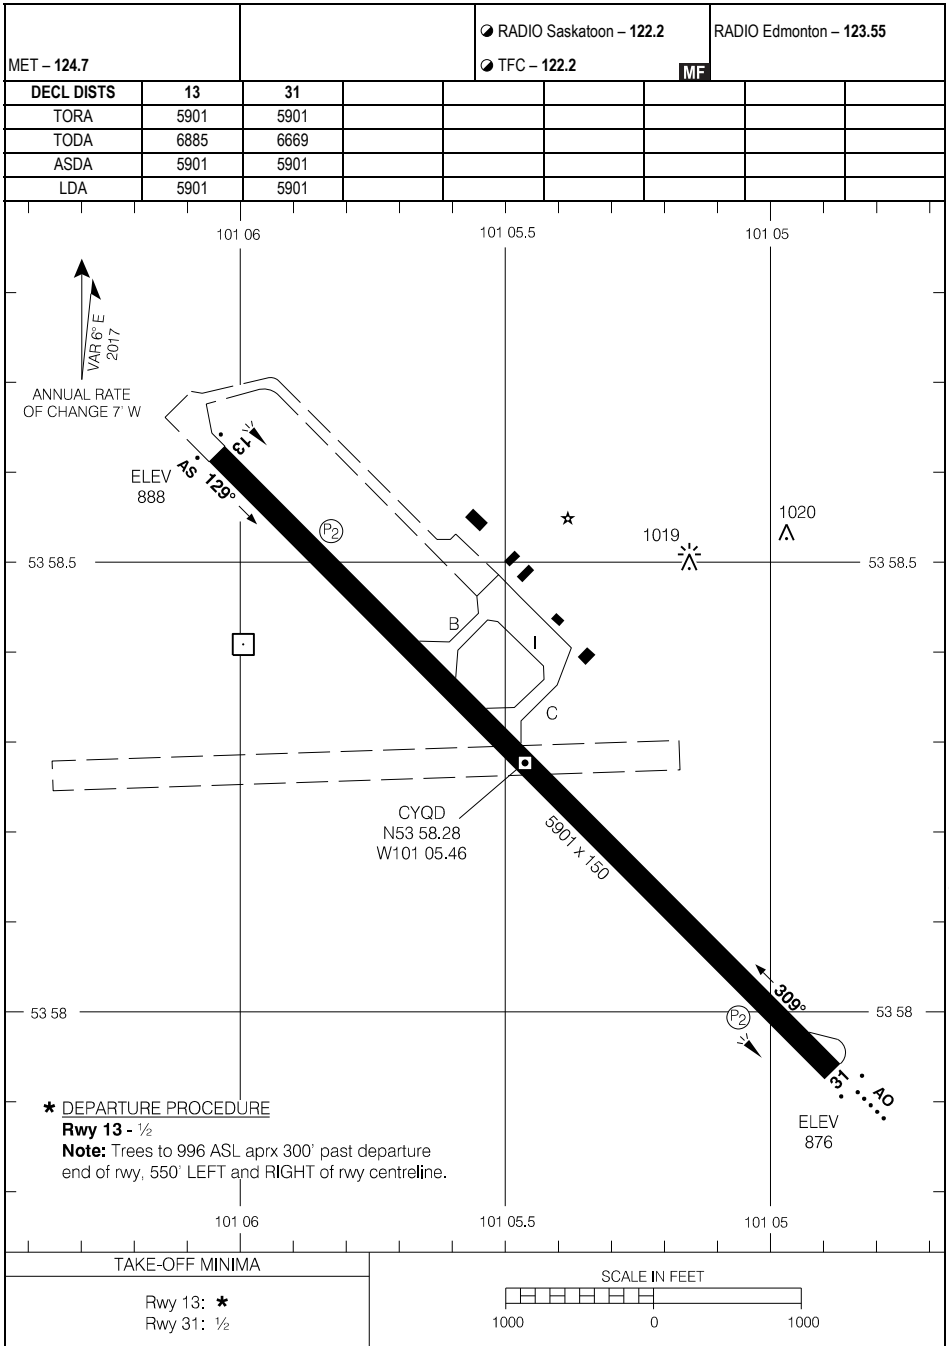 MET – 124.7
RADIO Saskatoon – 122.2
TFC – 122.2
MF
RADIO Edmonton – 123.55
DECL DISTS 13 31
TORA 5901 5901
TODA 6885 6669
ASDA 5901 5901
LDA 5901 5901
101 06 101 05.5 101 05
VAR 6° E
2017
ANNUAL RATE
OF CHANGE 7' W
13
AS 129°
ELEV
888
P2
1019
1020
53 58.5 53 58.5
B
I
C
CYQD
N53 58.28
W101 05.46
5901 x 150
309°
53 58 53 58
P2
31
AO
ELEV
876
* DEPARTURE PROCEDURE
Rwy 13 - ½
Note: Trees to 996 ASL aprx 300' past departure
end of rwy, 550' LEFT and RIGHT of rwy centreline.
101 06 101 05.5 101 05
TAKE-OFF MINIMA
Rwy 13: *
Rwy 31: ½
SCALE IN FEET
1000 0 1000